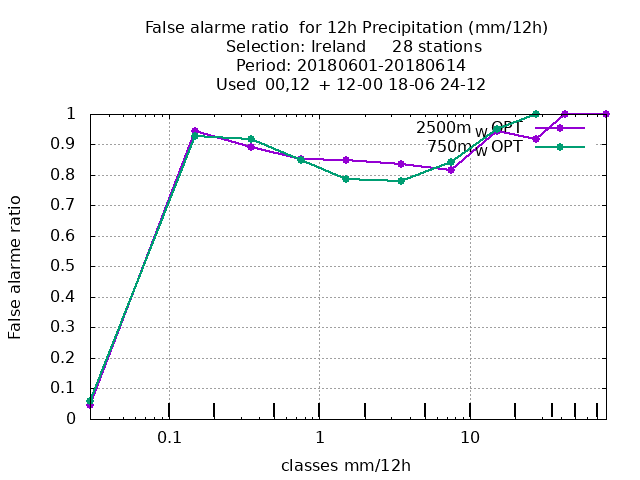 False alarme ratio  for 12h Precipitation (mm/12h)
Selection: Ireland     28 stations
Period: 20180601-20180614
Used  00,12  + 12-00 18-06 24-12
2500m_W OPT
750m_W OPT
False alarme ratio
1
0.9
0.8
0.7
0.6
0.5
0.4
0.3
0.2
0.1
0
0.1 1 10
classes mm/12h